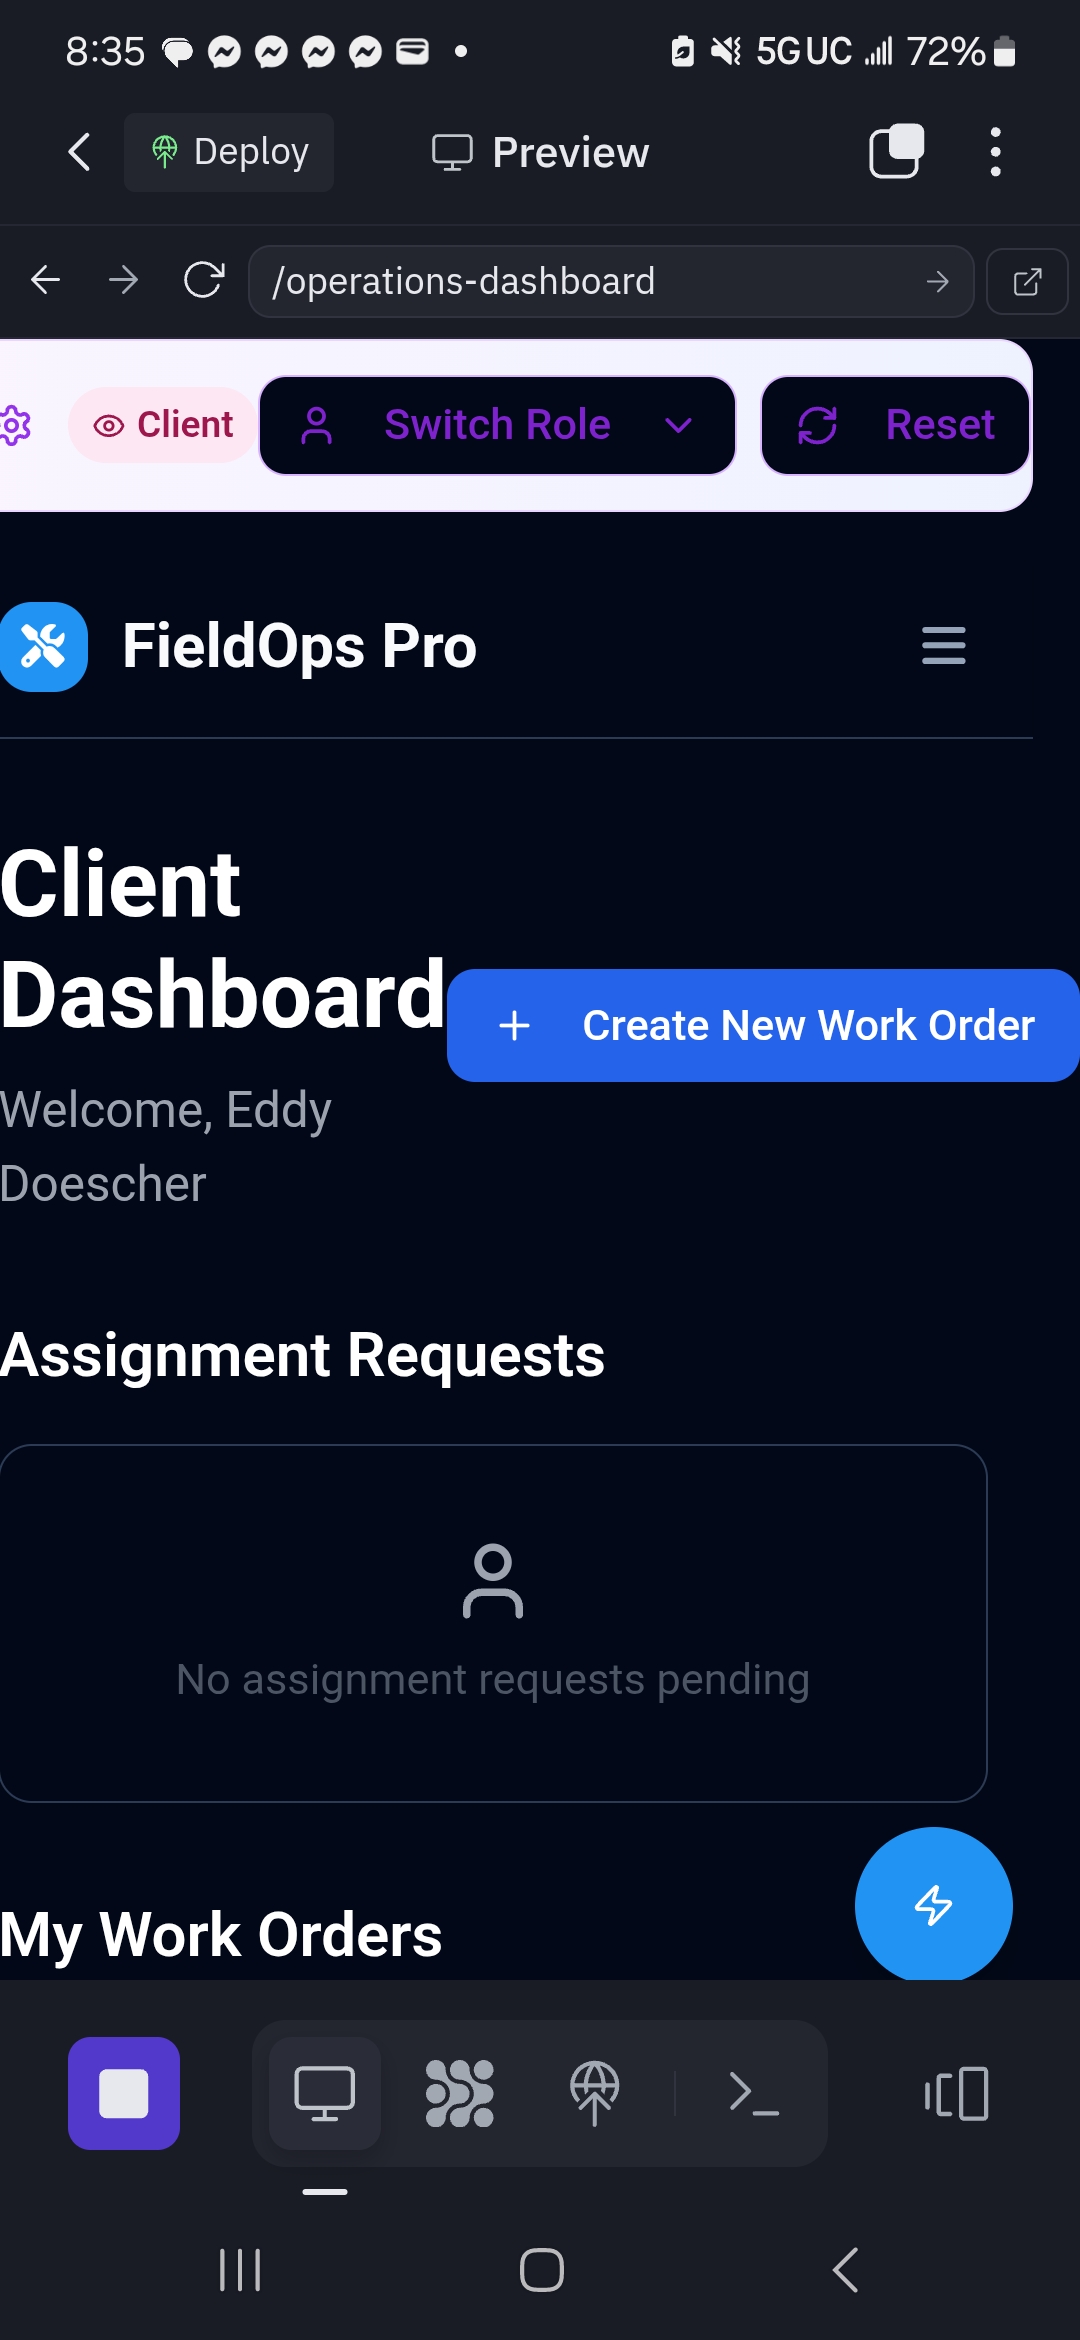 8:35
5G UC 72%
Deploy
Preview
/operations-dashboard
Client
Switch Role
Reset
FieldOps Pro
Client
Dashboard
Create New Work Order
Welcome, Eddy
Doescher
Assignment Requests
No assignment requests pending
My Work Orders